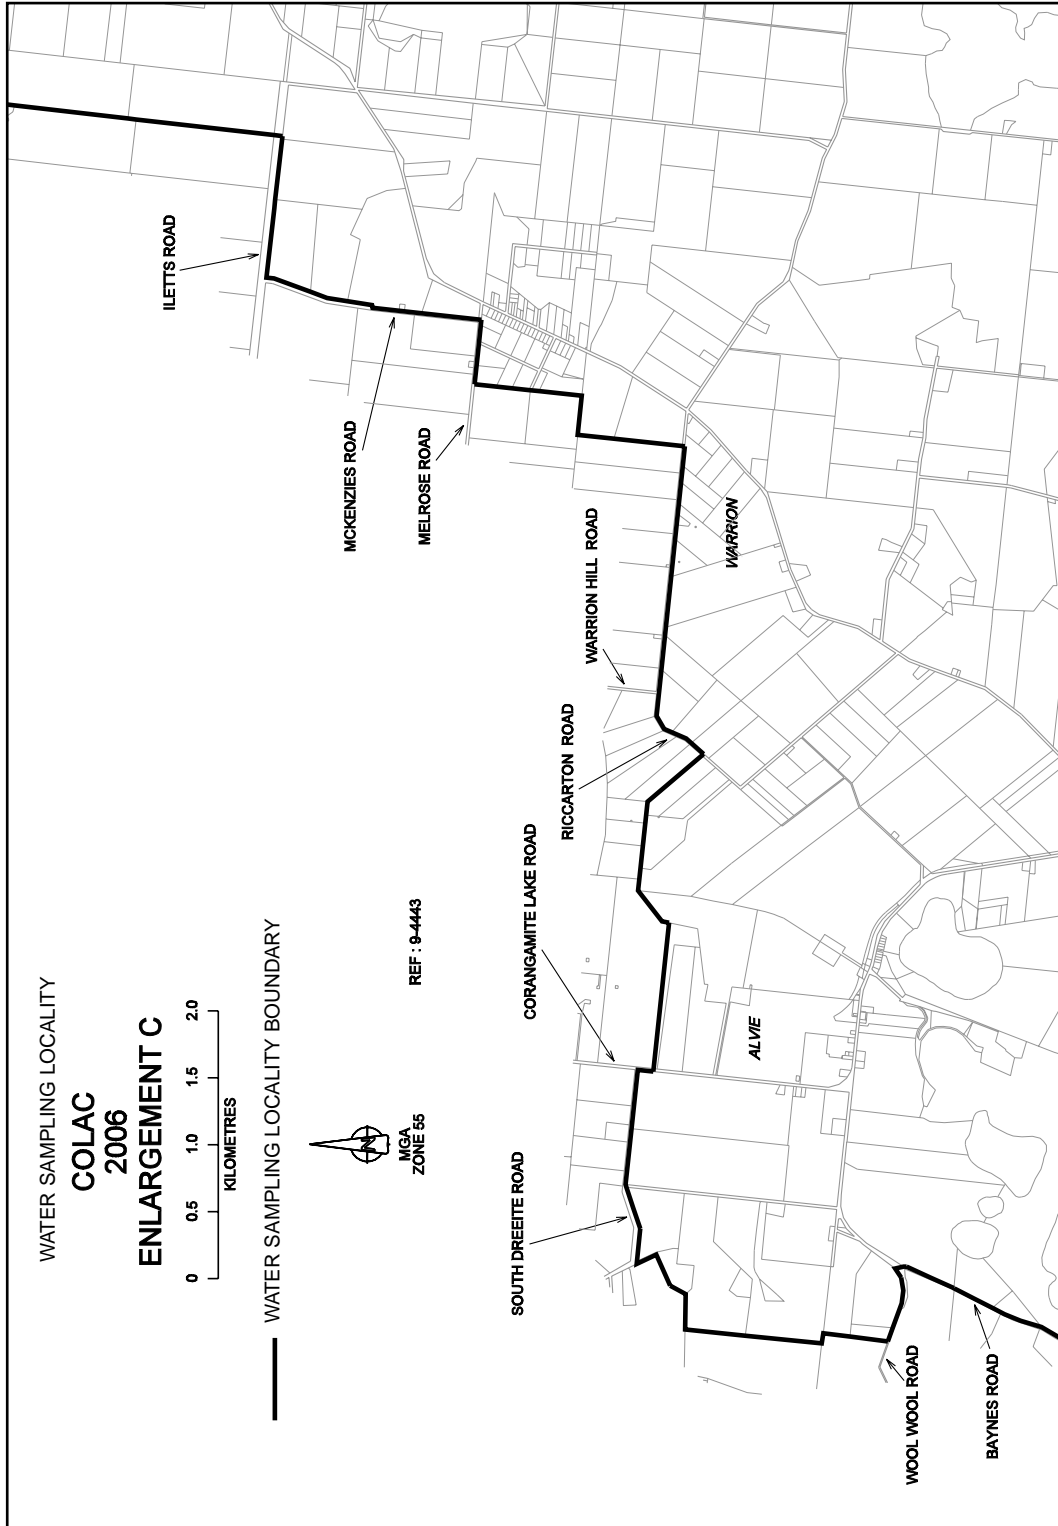 WATER SAMPLING LOCALITY
COLAC
2006
ENLARGEMENT C
0 0.5 1.0 1.5 2.0
KILOMETRES
WATER SAMPLING LOCALITY BOUNDARY
N
MGA
ZONE 55
REF : 9-4443
ILETTS ROAD
MCKENZIES ROAD
MELROSE ROAD
WARRION HILL ROAD
WARRION
RICCARTON ROAD
CORANGAMITE LAKE ROAD
ALVIE
SOUTH DREEITE ROAD
WOOL WOOL ROAD
BAYNES ROAD